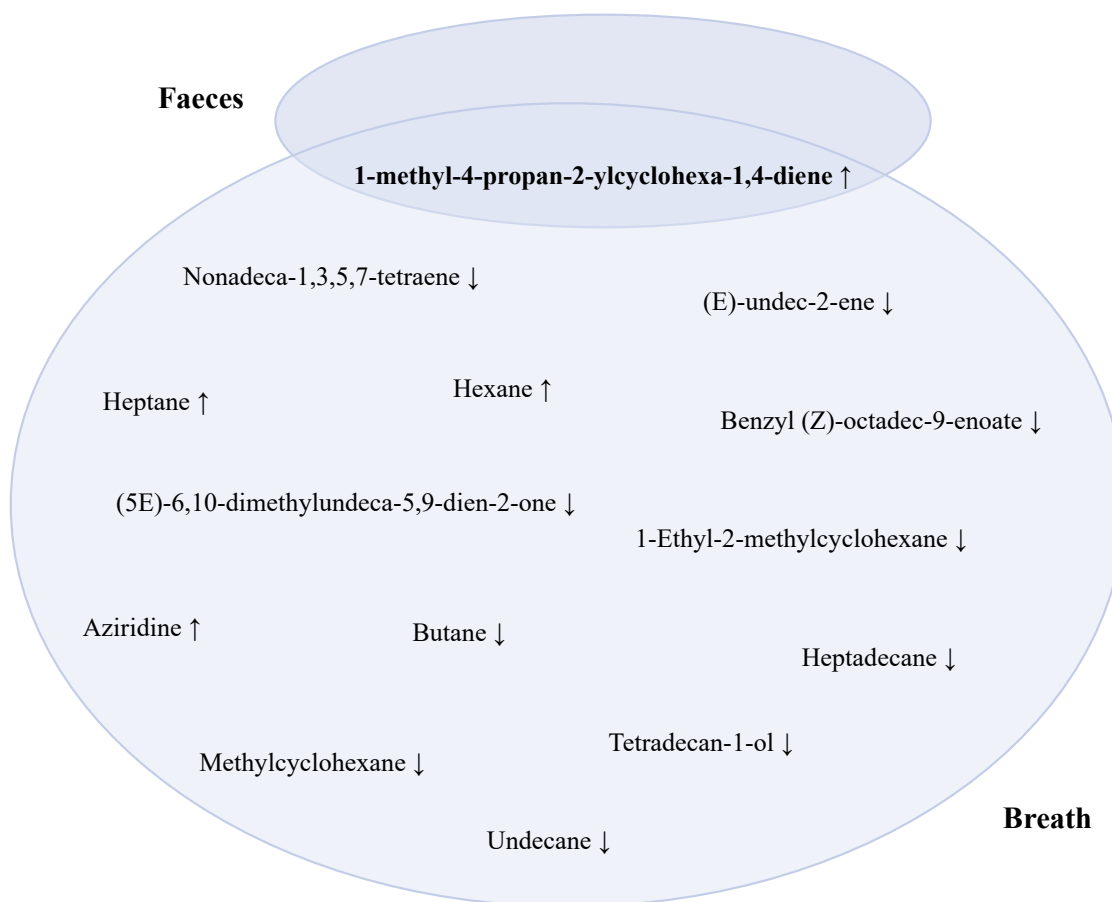 Faeces
1-methyl-4-propan-2-ylcyclohexa-1,4-diene ↑
Nonadeca-1,3,5,7-tetraene ↓
(E)-undec-2-ene ↓
Heptane ↑
Hexane ↑
Benzyl (Z)-octadec-9-enoate ↓
(5E)-6,10-dimethylundeca-5,9-dien-2-one ↓
1-Ethyl-2-methylcyclohexane ↓
Aziridine ↑
Butane ↓
Heptadecane ↓
Tetradecan-1-ol ↓
Methylcyclohexane ↓
Breath
Undecane ↓